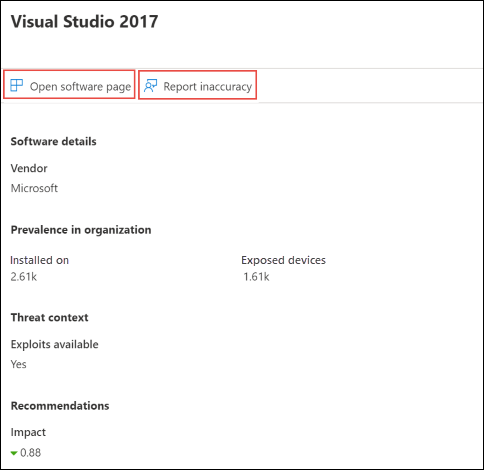 Visual Studio 2017
Open software page Report inaccuracy
Software details
Vendor
Microsoft
Prevalence in organization
Installed on Exposed devices
2.61k 1.61k
Threat context
Exploits available
Yes
Recommendations
Impact
0.88